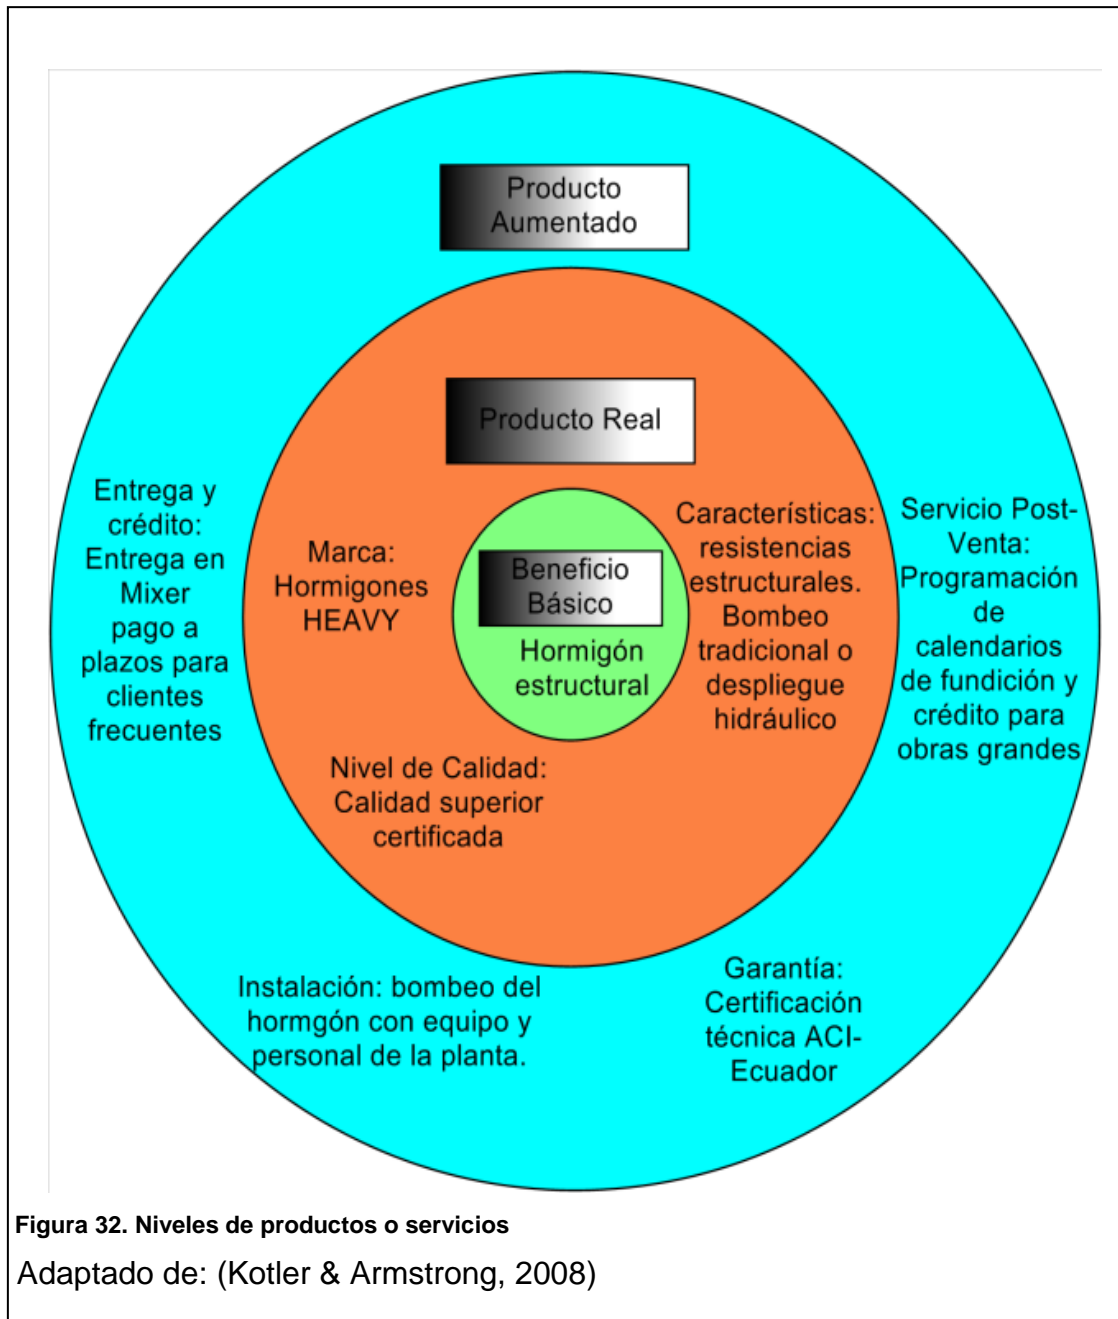 Producto
Aumentado
Producto Real
Beneficio
Básico
Hormigón
estructural
Marca:
Hormigones
HEAVY
Características:
resistencias
estructurales.
Bombeo
tradicional o
despliegue
hidráulico
Nivel de Calidad:
Calidad superior
certificada
Entrega y
crédito:
Entrega en
Mixer
pago a
plazos para
clientes
frecuentes
Servicio Post-
Venta:
Programación
de
calendarios
de fundición y
crédito para
obras grandes
Instalación: bombeo del
hormgón con equipo y
personal de la planta.
Garantía:
Certificación
técnica ACI-
Ecuador
Figura 32. Niveles de productos o servicios
Adaptado de: (Kotler & Armstrong, 2008)